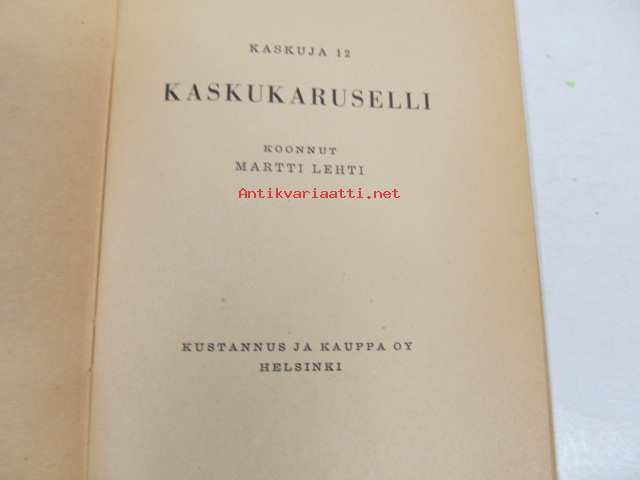 KASKUJA 12
KASKUKARUSELLI
KOONNUT
MARTTI LEHTI
Antikvariaatti.net
KUSTANNUS JA KAUPPA OY
HELSINKI